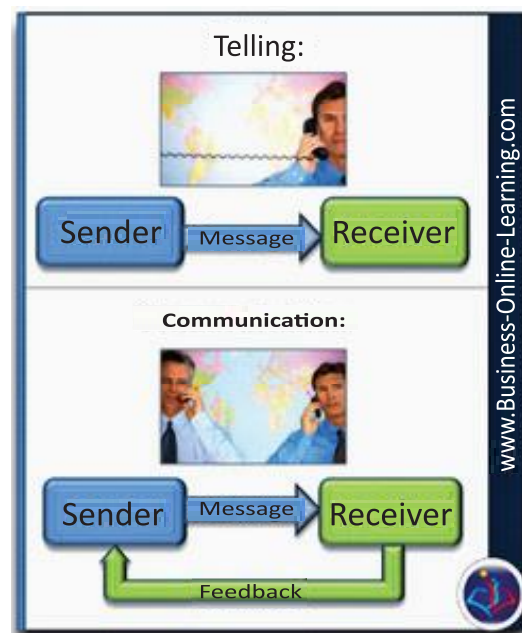 Telling:
Sender
Message
Receiver
Communication:
Sender
Message
Receiver
Feedback
www.Business-Online-Learning.com